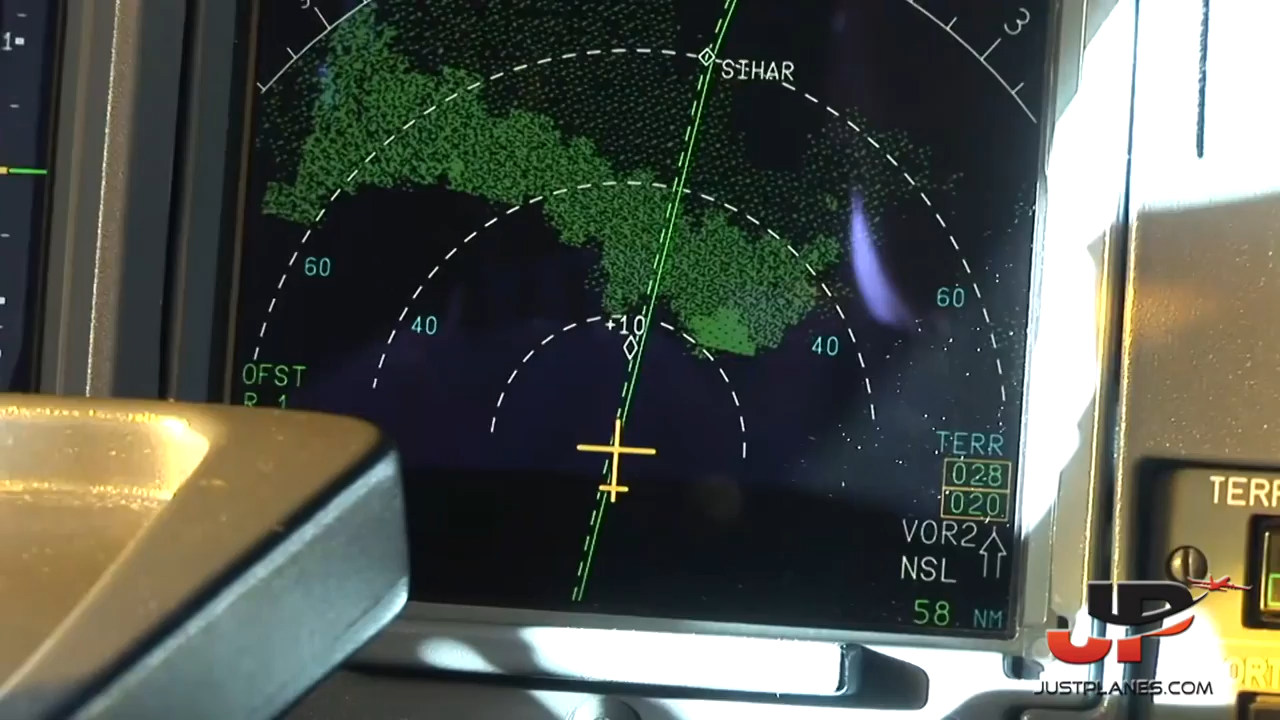 3
SIHAR
60
+10
60
40
40
OFST
R 1
TERR
028
020
VOR2
NSL
58 NM
TERR
JP
JUSTPLANES.COM